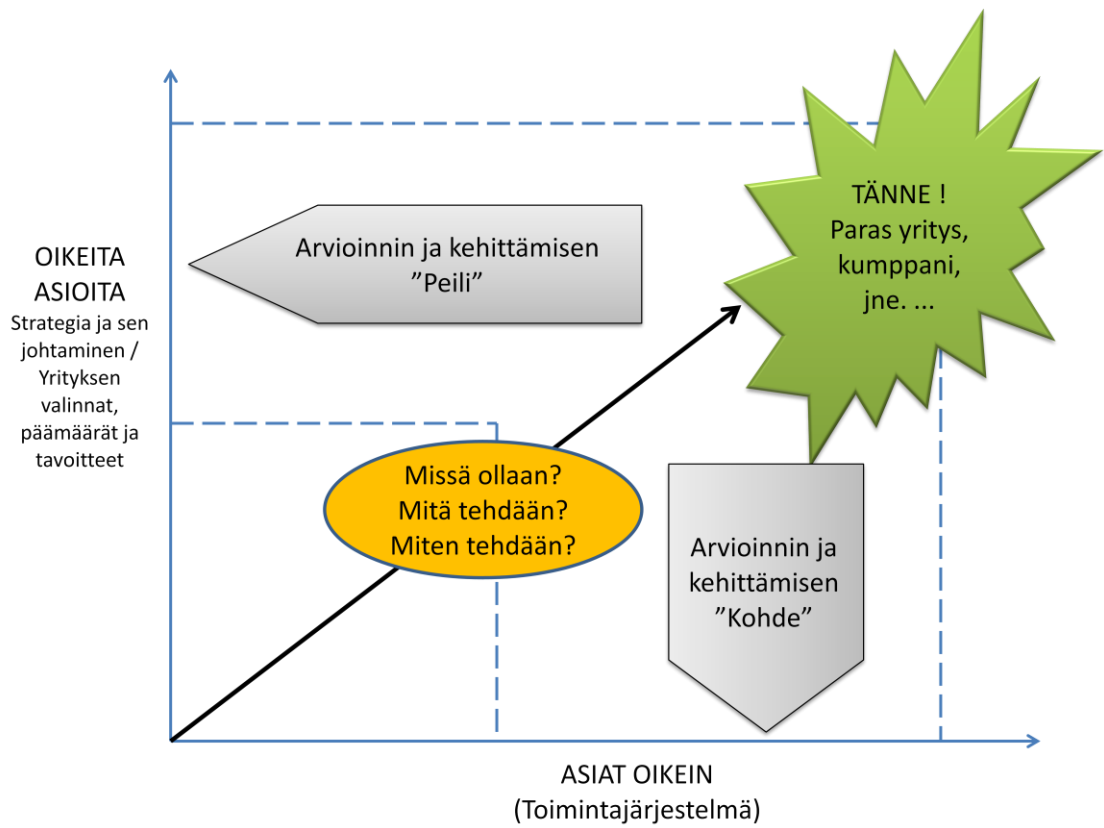 TÄNNE !
Paras yritys,
kumppani,
jne. ...
Arvioinnin ja kehittämisen
”Peili”
OIKEITA
ASIOITA
Strategia ja sen
johtaminen /
Yrityksen
valinnat,
päämäärät ja
tavoitteet
Missä ollaan?
Mitä tehdään?
Miten tehdään?
Arvioinnin ja
kehittämisen
”Kohde”
ASIAT OIKEIN
(Toimintajärjestelmä)